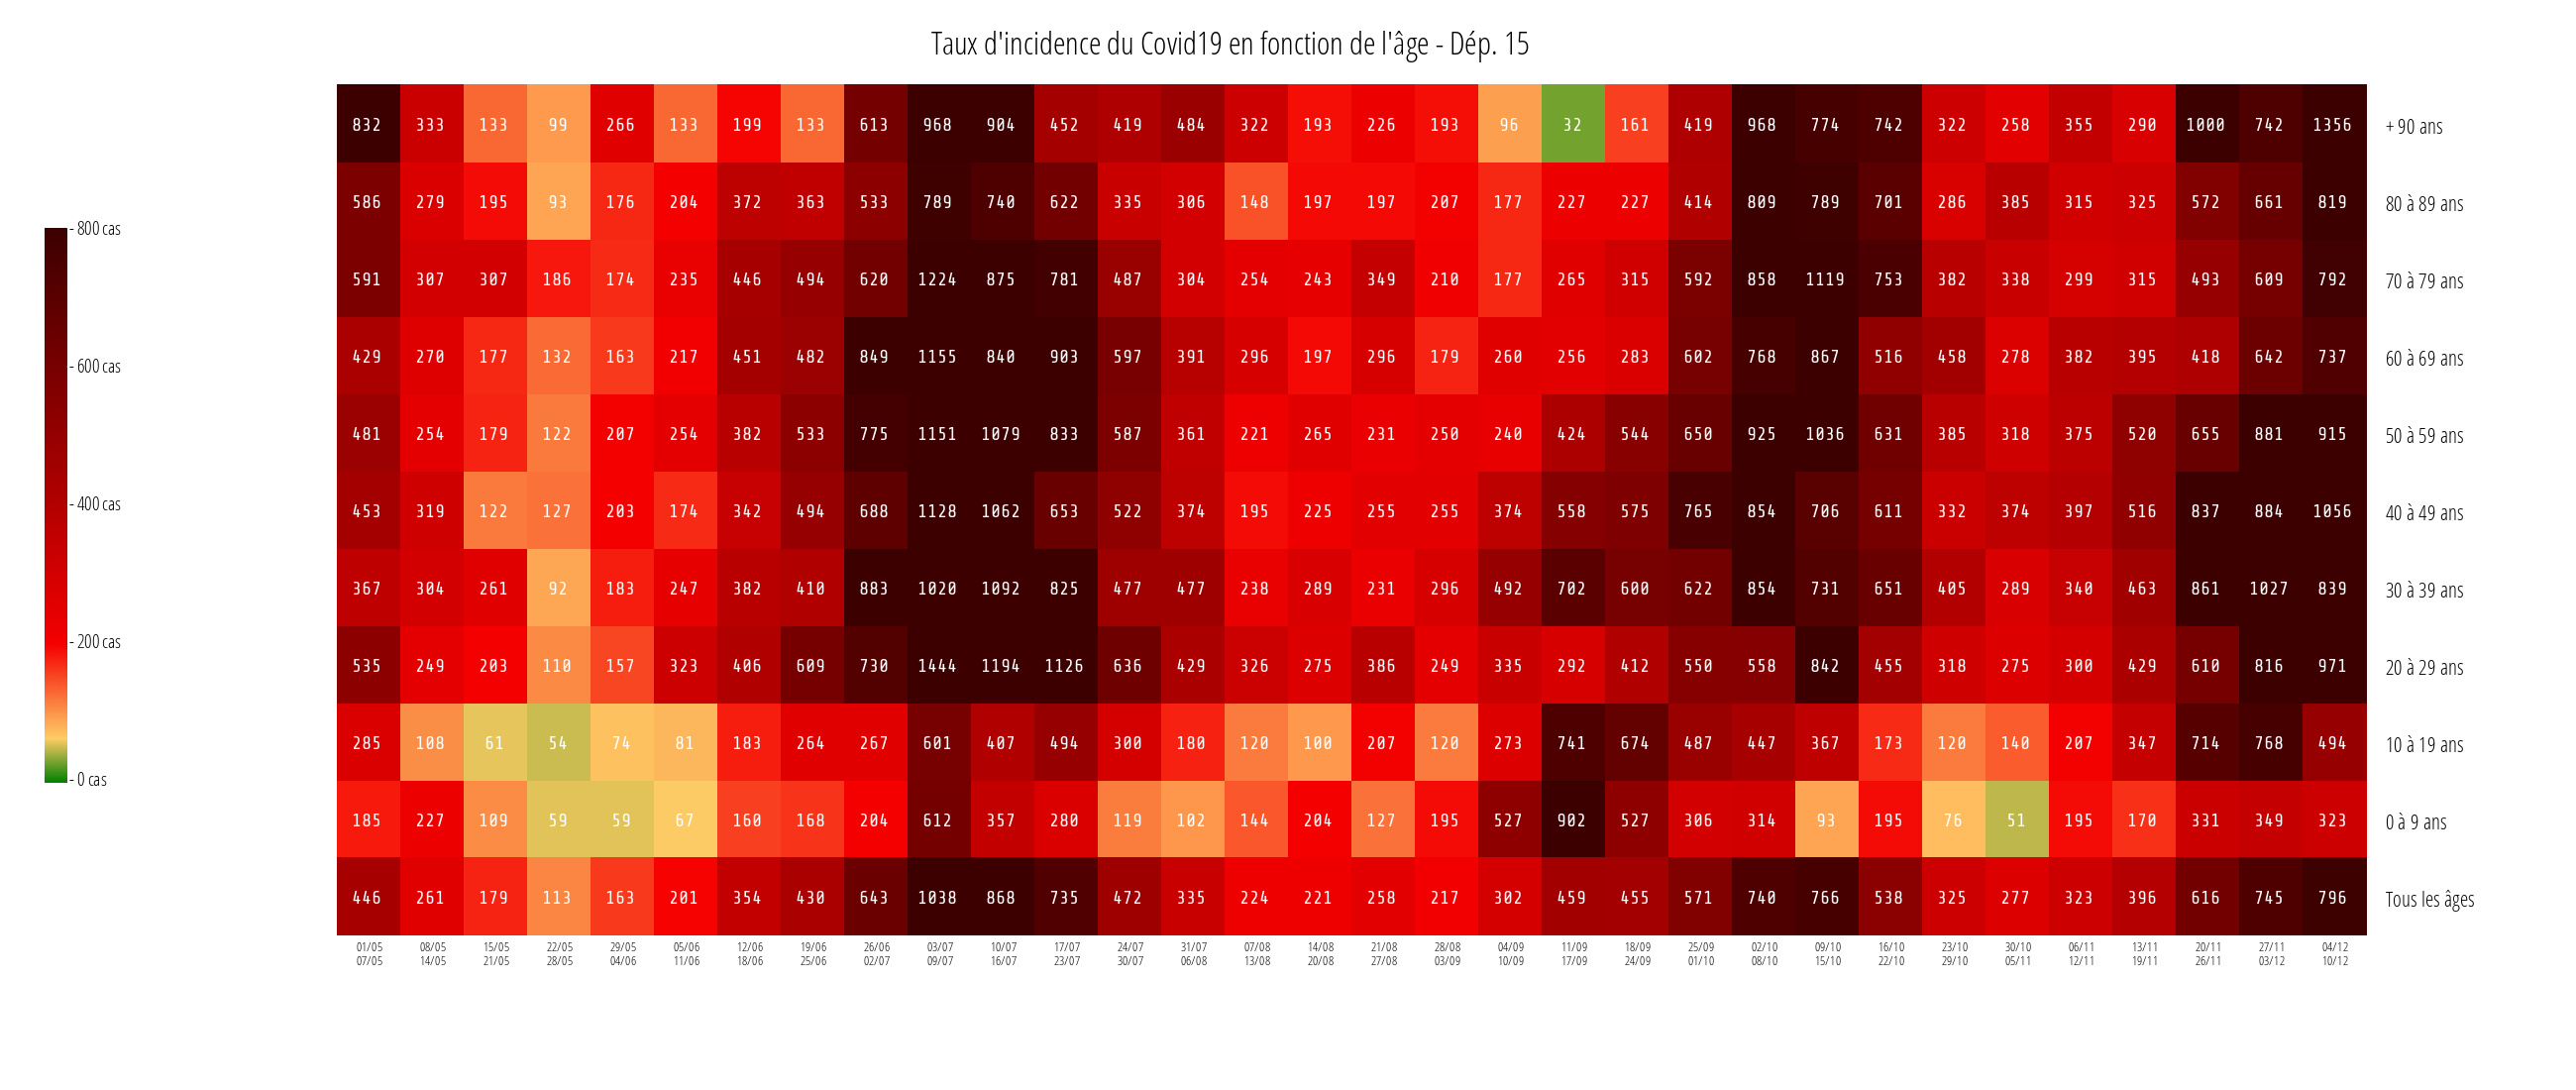 Taux d'incidence du Covid19 en fonction de l'âge - Dép. 15
832 333 133 99 266 133 199 133 613 968 904 452 419 484 322 193 226 193 96 32 161 419 968 774 742 322 258 355 290 1000 742 1356 + 90 ans
586 279 195 93 176 204 372 363 533 789 740 622 335 306 148 197 197 207 177 227 227 414 809 789 701 286 385 315 325 572 661 819 80 à 89 ans
- 800 cas
591 307 307 186 174 235 446 494 620 1224 875 781 487 304 254 243 349 210 177 265 315 592 858 1119 753 382 338 299 315 493 609 792 70 à 79 ans
429 270 177 132 163 217 451 482 849 1155 840 903 597 391 296 197 296 179 260 256 283 602 768 867 516 458 278 382 395 418 642 737 60 à 69 ans
- 600 cas
481 254 179 122 207 254 382 533 775 1151 1079 833 587 361 221 265 231 250 240 424 544 650 925 1036 631 385 318 375 520 655 881 915 50 à 59 ans
- 400 cas
453 319 122 127 203 174 342 494 688 1128 1062 653 522 374 195 225 255 255 374 558 575 765 854 706 611 332 374 397 516 837 884 1056 40 à 49 ans
367 304 261 92 183 247 382 410 883 1020 1092 825 477 477 238 289 231 296 492 702 600 622 854 731 651 405 289 340 463 861 1027 839 30 à 39 ans
- 200 cas
535 249 203 110 157 323 406 609 730 1444 1194 1126 636 429 326 275 386 249 335 292 412 550 558 842 455 318 275 300 429 610 816 971 20 à 29 ans
285 108 61 54 74 81 183 264 267 601 407 494 300 180 120 100 207 120 273 741 674 487 447 367 173 120 140 207 347 714 768 494 10 à 19 ans
- 0 cas
185 227 109 59 59 67 160 168 204 612 357 280 119 102 144 204 127 195 527 902 527 306 314 93 195 76 51 195 170 331 349 323 0 à 9 ans
446 261 179 113 163 201 354 430 643 1038 868 735 472 335 224 221 258 217 302 459 455 571 740 766 538 325 277 323 396 616 745 796 Tous les âges
01/05 08/05 15/05 22/05 29/05 05/06 12/06 19/06 26/06 03/07 10/07 17/07 24/07 31/07 07/08 14/08 21/08 28/08 04/09 11/09 18/09 25/09 02/10 09/10 16/10 23/10 30/10 06/11 13/11 20/11 27/11 04/12
07/05 14/05 21/05 28/05 04/06 11/06 18/06 25/06 02/07 09/07 16/07 23/07 30/07 06/08 13/08 20/08 27/08 03/09 10/09 17/09 24/09 01/10 08/10 15/10 22/10 29/10 05/11 12/11 19/11 26/11 03/12 10/12